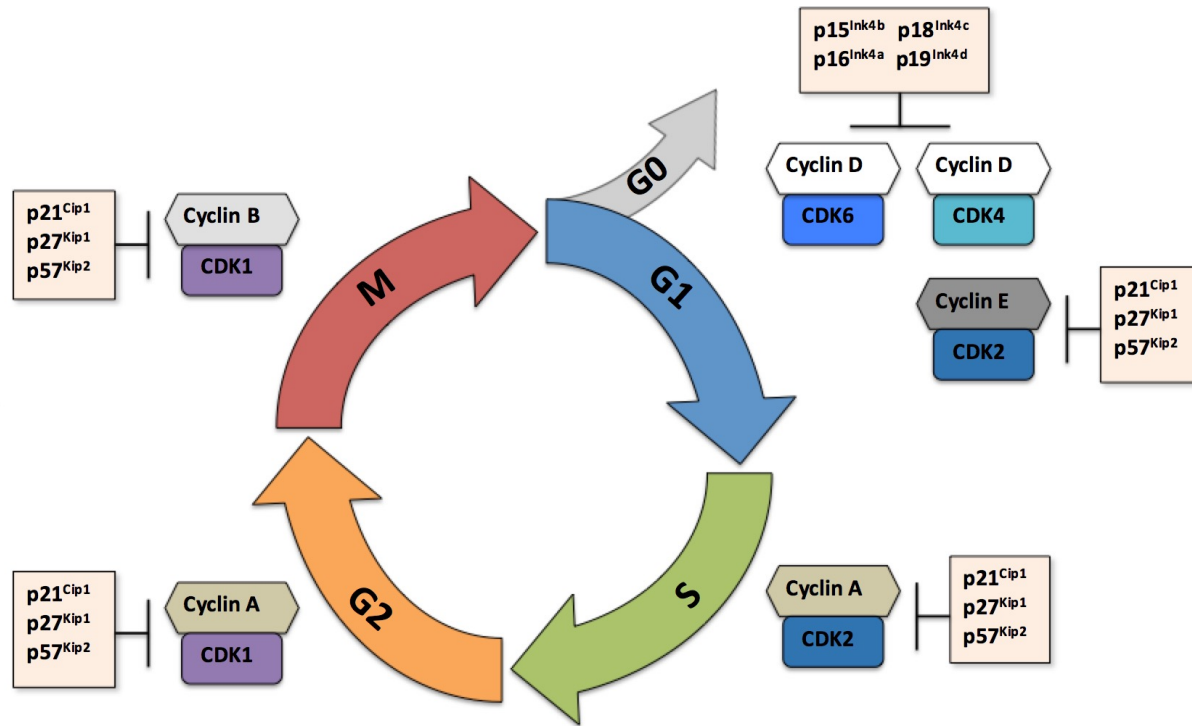 p15Ink4b p18Ink4c
p16Ink4a p19Ink4d
G0
Cyclin D
CDK6
Cyclin D
CDK4
p21Cip1
p27Kip1
p57Kip2
Cyclin B
CDK1
M
G1
Cyclin E
CDK2
p21Cip1
p27Kip1
p57Kip2
p21Cip1
p27Kip1
p57Kip2
Cyclin A
CDK1
G2
S
Cyclin A
CDK2
p21Cip1
p27Kip1
p57Kip2